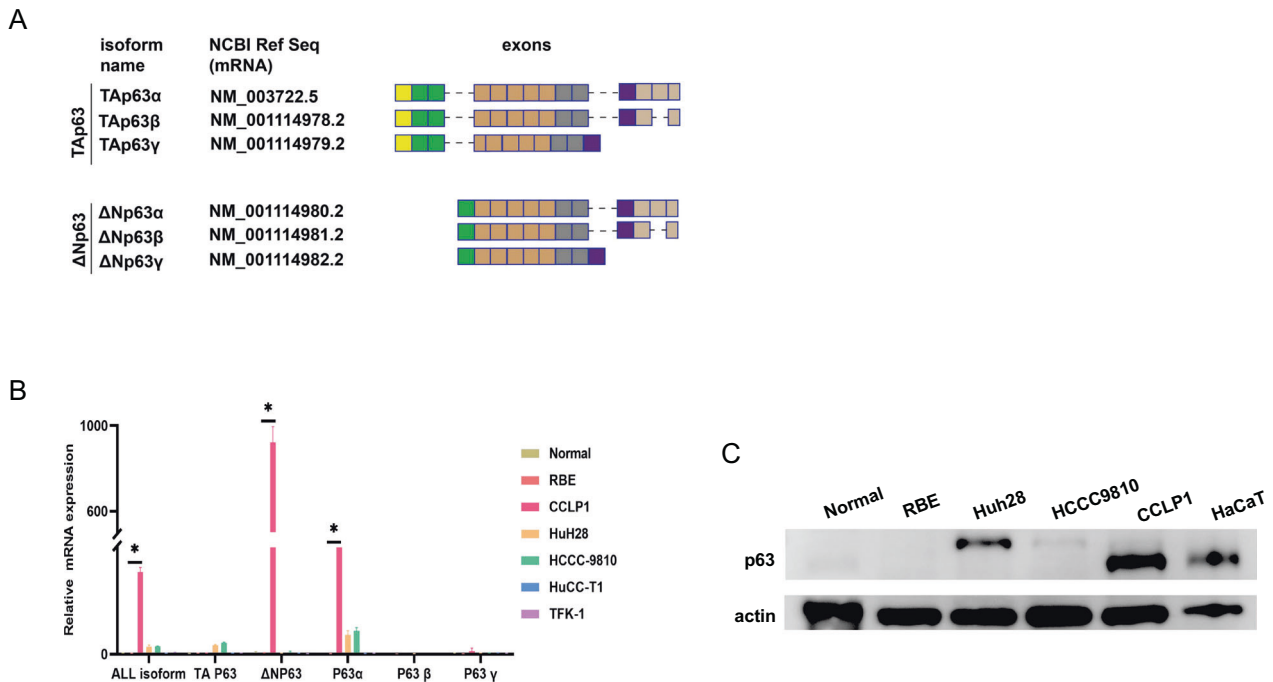 A
isoform name NCBI Ref Seq (mRNA) exons
TAp63
TAp63α NM_003722.5
TAp63β NM_001114978.2
TAp63γ NM_001114979.2
ΔNp63
ΔNp63α NM_001114980.2
ΔNp63β NM_001114981.2
ΔNp63γ NM_001114982.2
B
Relative mRNA expression
1000
600
0
*
*
*
ALL isoform TA P63 ΔNP63 P63α P63 β P63 γ
Normal
RBE
CCLP1
HuH28
HCCC-9810
HuCC-T1
TFK-1
C
Normal RBE Huh28 HCCC9810 CCLP1 HaCaT
p63
actin